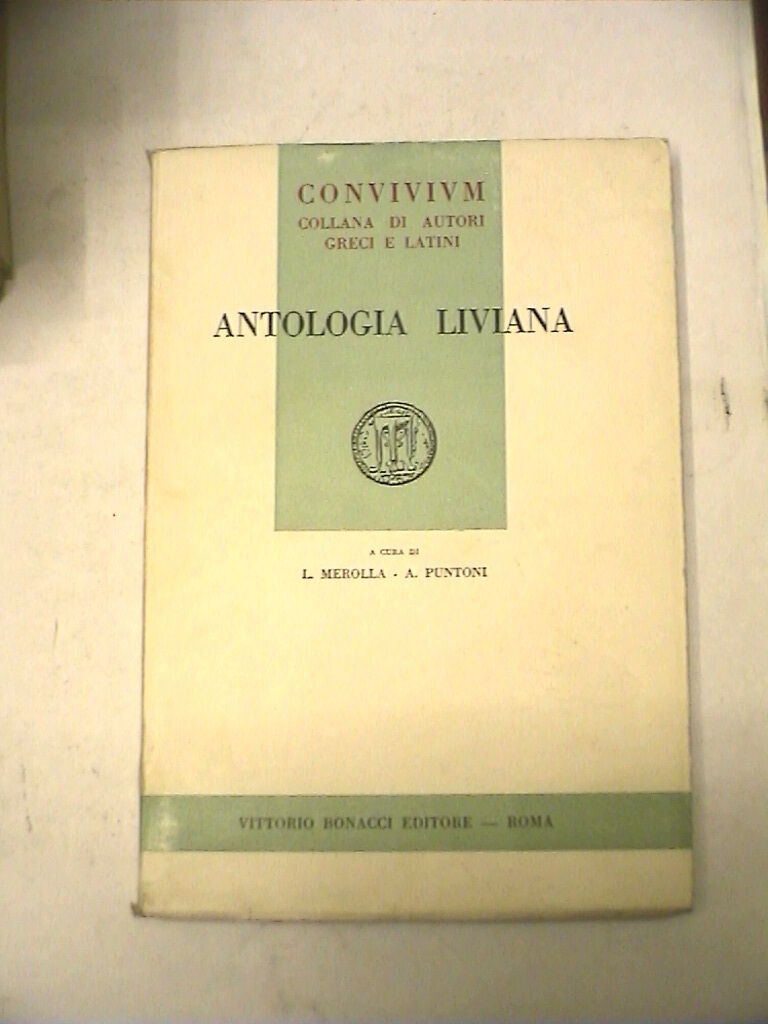 CONVIVIVM
COLLANA DI AUTORI
GRECI E LATINI
ANTOLOGIA LIVIANA
A CURA DI
L. MEROLLA - A. PUNTONI
VITTORIO BONACCI EDITORE — ROMA